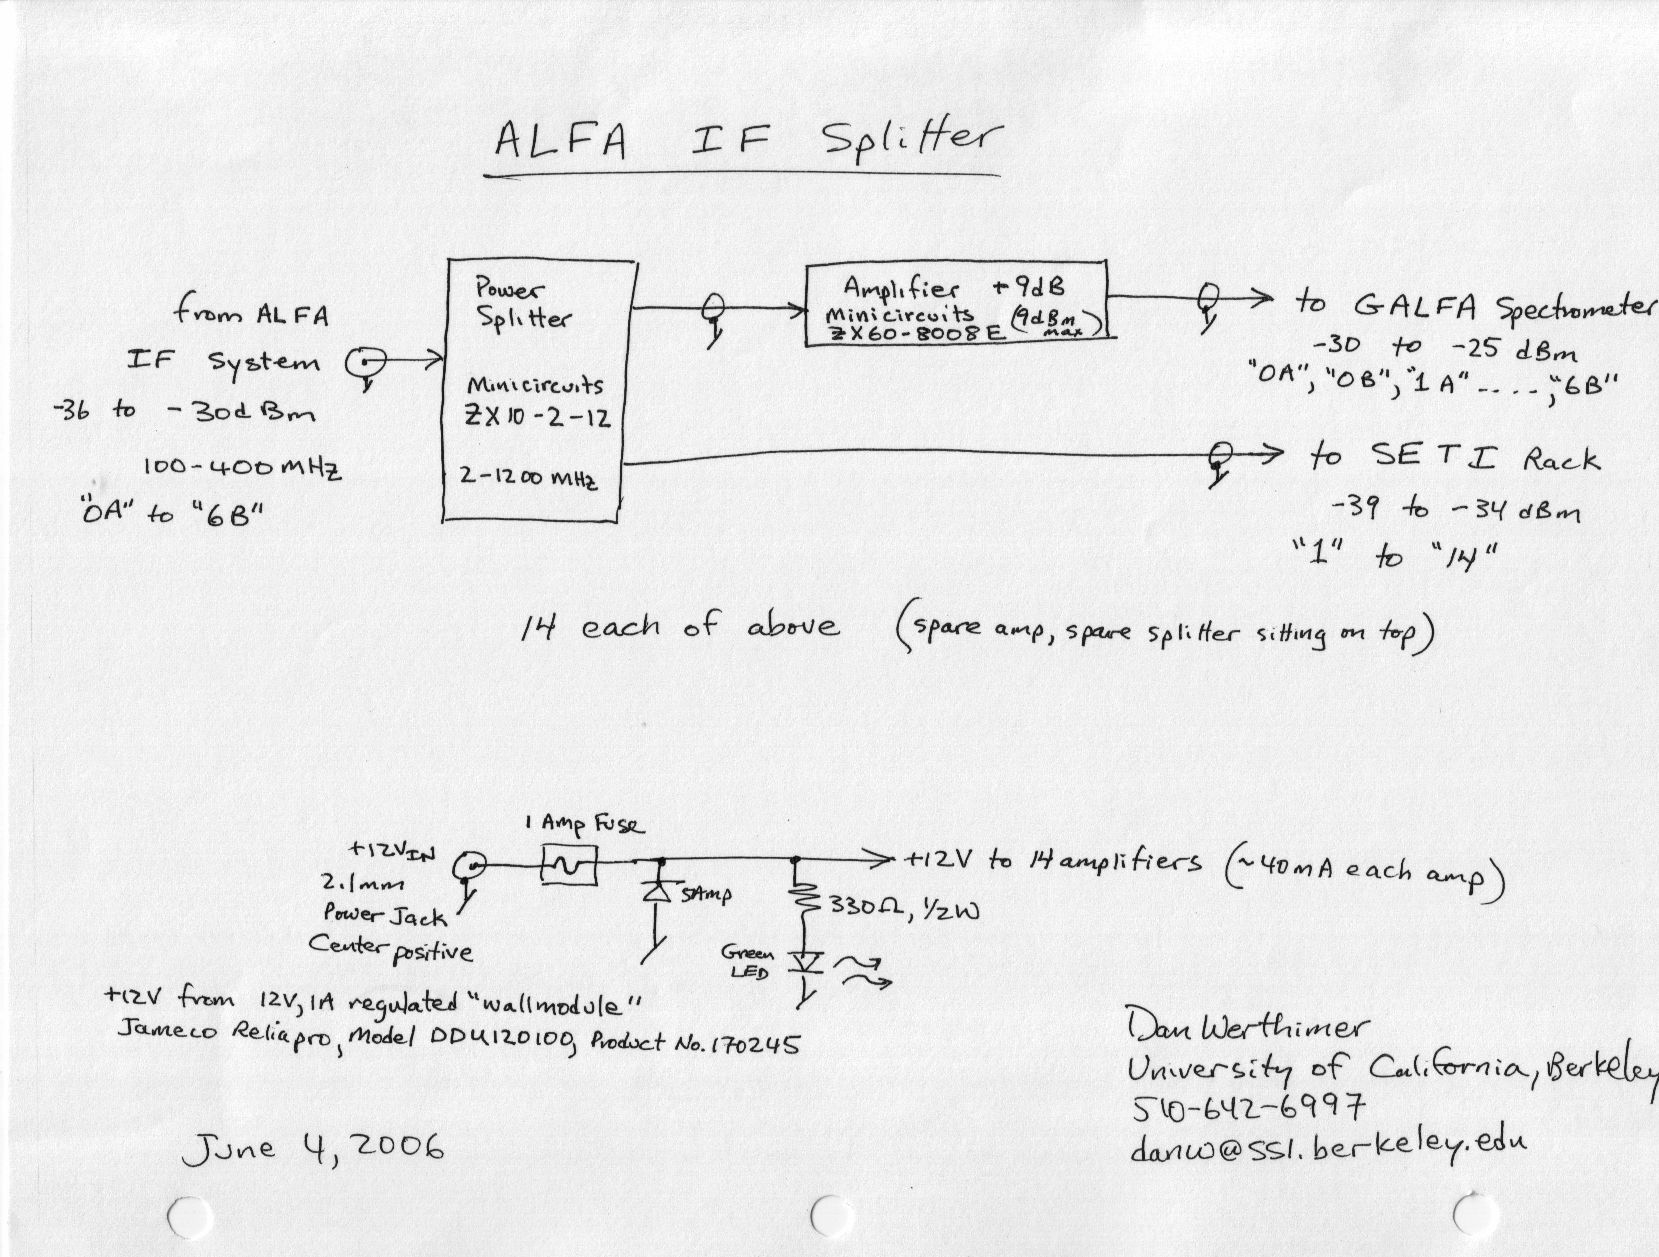 ALFA IF Splitter
from ALFA
IF System
-36 to -30dBm
100-400 MHz
"0A" to "6B"
Power
Splitter
Minicircuits
ZX10-2-12
2-1200 MHz
Amplifier +9dB
Minicircuits (9dBm
ZX60-8008E max)
to GALFA Spectrometer
-30 to -25 dBm
"0A", "0B", "1A" ...., "6B"
to SETI Rack
-39 to -34 dBm
"1" to "14"
14 each of above (spare amp, spare splitter sitting on top)
1 Amp Fuse
+12VIN
2.1mm
Power Jack
Center positive
5Amp
+12V to 14 amplifiers (~40mA each amp)
330Ω, 1/2W
Green
LED
+12V from 12V, 1A regulated "wallmodule"
Jameco Reliapro, Model DDU120100, Product No. 170245
Dan Werthimer
University of California, Berkeley
510-642-6997
danw@ssl.berkeley.edu
June 4, 2006